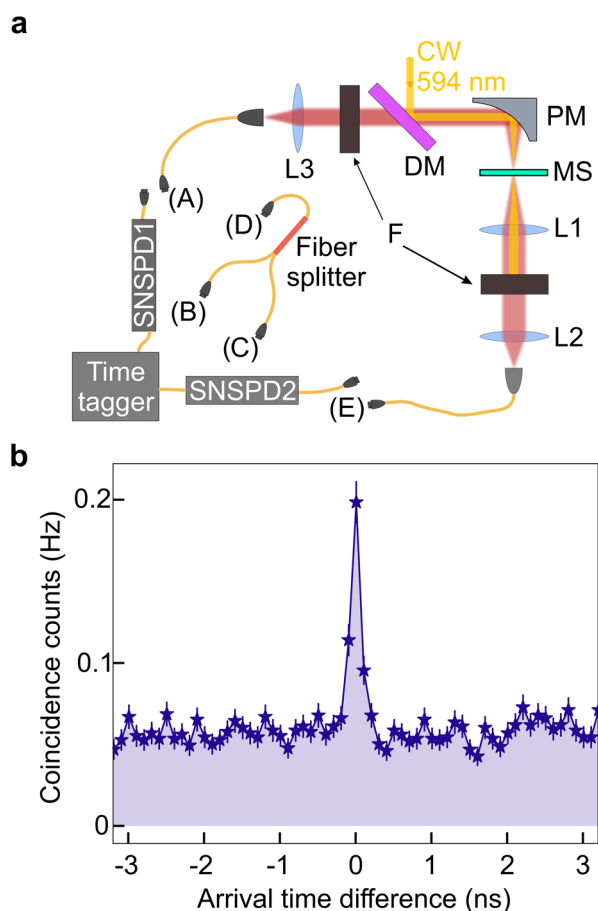 a
CW
594 nm
PM
DM
MS
L3
(A)
(D)
F
L1
Fiber
splitter
SNSPD1
(B)
(C)
L2
Time
tagger
SNSPD2
(E)
b
0.2
0.1
0
Coincidence counts (Hz)
-3
-2
-1
0
1
2
3
Arrival time difference (ns)